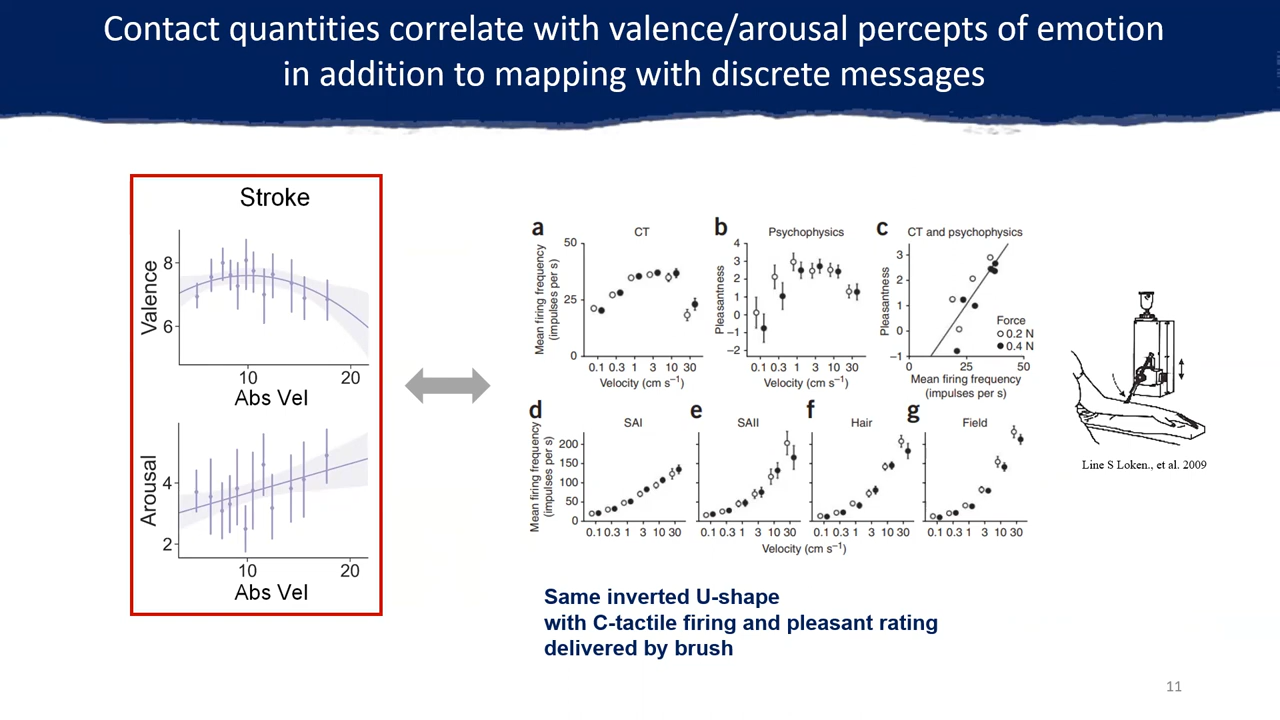 Contact quantities correlate with valence/arousal percepts of emotion
in addition to mapping with discrete messages
Stroke
Valence
8
6
10 20
Abs Vel
Arousal
4
2
10 20
Abs Vel
a CT
Mean firing frequency
(impulses per s)
50
25
0
0.1 0.3 1 3 10 30
Velocity (cm s⁻¹)
b Psychophysics
Pleasantness
4
3
2
1
0
−1
−2
0.1 0.3 1 3 10 30
Velocity (cm s⁻¹)
c CT and psychophysics
Pleasantness
3
2
1
0
−1
Force
0.2 N
0.4 N
0 25 50
Mean firing frequency
(impulses per s)
d SAI
Mean firing frequency
(impulses per s)
200
150
100
50
0
0.1 0.3 1 3 10 30
e SAII
0.1 0.3 1 3 10 30
f Hair
0.1 0.3 1 3 10 30
g Field
0.1 0.3 1 3 10 30
Velocity (cm s⁻¹)
Line S Loken., et al. 2009
Same inverted U-shape
with C-tactile firing and pleasant rating
delivered by brush
11